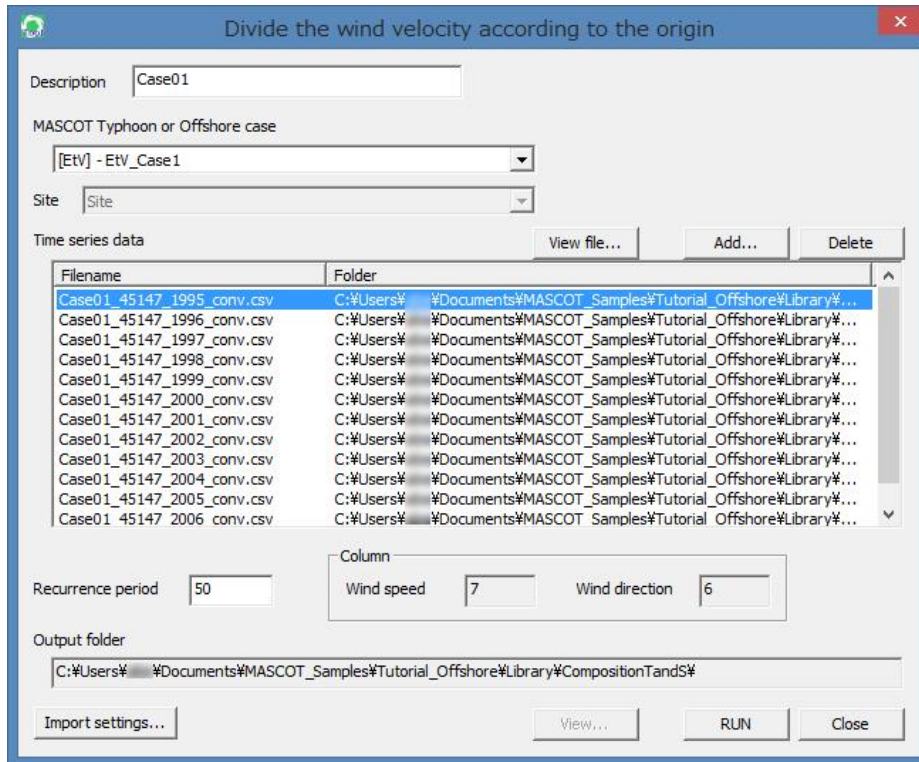 Divide the wind velocity according to the origin
Description Case01
MASCOT Typhoon or Offshore case
[EtV] - EtV_Case1
Site Site
Time series data View file... Add... Delete
Filename Folder
Case01_45147_1995_conv.csv C:¥Users¥ ¥Documents¥MASCOT_Samples¥Tutorial_Offshore¥Library¥...
Case01_45147_1996_conv.csv C:¥Users¥ ¥Documents¥MASCOT_Samples¥Tutorial_Offshore¥Library¥...
Case01_45147_1997_conv.csv C:¥Users¥ ¥Documents¥MASCOT_Samples¥Tutorial_Offshore¥Library¥...
Case01_45147_1998_conv.csv C:¥Users¥ ¥Documents¥MASCOT_Samples¥Tutorial_Offshore¥Library¥...
Case01_45147_1999_conv.csv C:¥Users¥ ¥Documents¥MASCOT_Samples¥Tutorial_Offshore¥Library¥...
Case01_45147_2000_conv.csv C:¥Users¥ ¥Documents¥MASCOT_Samples¥Tutorial_Offshore¥Library¥...
Case01_45147_2001_conv.csv C:¥Users¥ ¥Documents¥MASCOT_Samples¥Tutorial_Offshore¥Library¥...
Case01_45147_2002_conv.csv C:¥Users¥ ¥Documents¥MASCOT_Samples¥Tutorial_Offshore¥Library¥...
Case01_45147_2003_conv.csv C:¥Users¥ ¥Documents¥MASCOT_Samples¥Tutorial_Offshore¥Library¥...
Case01_45147_2004_conv.csv C:¥Users¥ ¥Documents¥MASCOT_Samples¥Tutorial_Offshore¥Library¥...
Case01_45147_2005_conv.csv C:¥Users¥ ¥Documents¥MASCOT_Samples¥Tutorial_Offshore¥Library¥...
Case01_45147_2006_conv.csv C:¥Users¥ ¥Documents¥MASCOT_Samples¥Tutorial_Offshore¥Library¥...
Column
Recurrence period 50 Wind speed 7 Wind direction 6
Output folder
C:¥Users¥ ¥Documents¥MASCOT_Samples¥Tutorial_Offshore¥Library¥CompositionTandS¥
Import settings... View... RUN Close